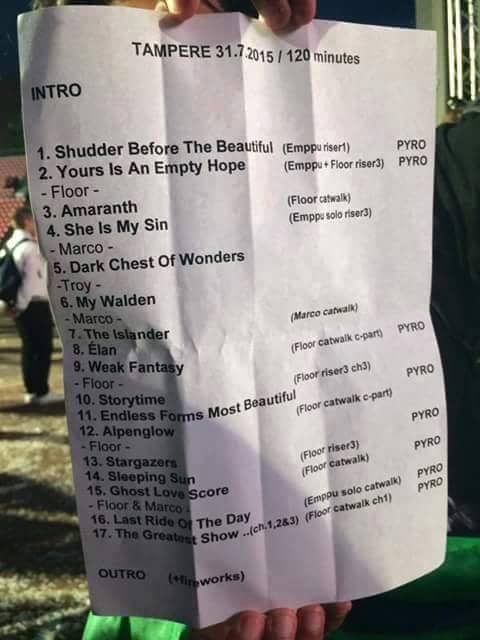 TAMPERE 31.7.2015 / 120 minutes
INTRO
1. Shudder Before The Beautiful (Emppu riser1) PYRO
2. Yours Is An Empty Hope (Emppu + Floor riser3) PYRO
- Floor -
3. Amaranth (Floor catwalk)
4. She Is My Sin (Emppu solo riser3)
- Marco -
5. Dark Chest Of Wonders
-Troy -
6. My Walden
- Marco - (Marco catwalk)
7. The Islander
8. Élan (Floor catwalk c-part) PYRO
9. Weak Fantasy
- Floor - (Floor riser3 ch3)
10. Storytime PYRO
11. Endless Forms Most Beautiful (Floor catwalk c-part)
12. Alpenglow PYRO
- Floor -
13. Stargazers (Floor riser3) PYRO
14. Sleeping Sun (Floor catwalk)
15. Ghost Love Score PYRO
- Floor & Marco - (Emppu solo catwalk)
16. Last Ride Of The Day PYRO
17. The Greatest Show ..(ch.1,2&3) (Floor catwalk ch1)
OUTRO (+fireworks)